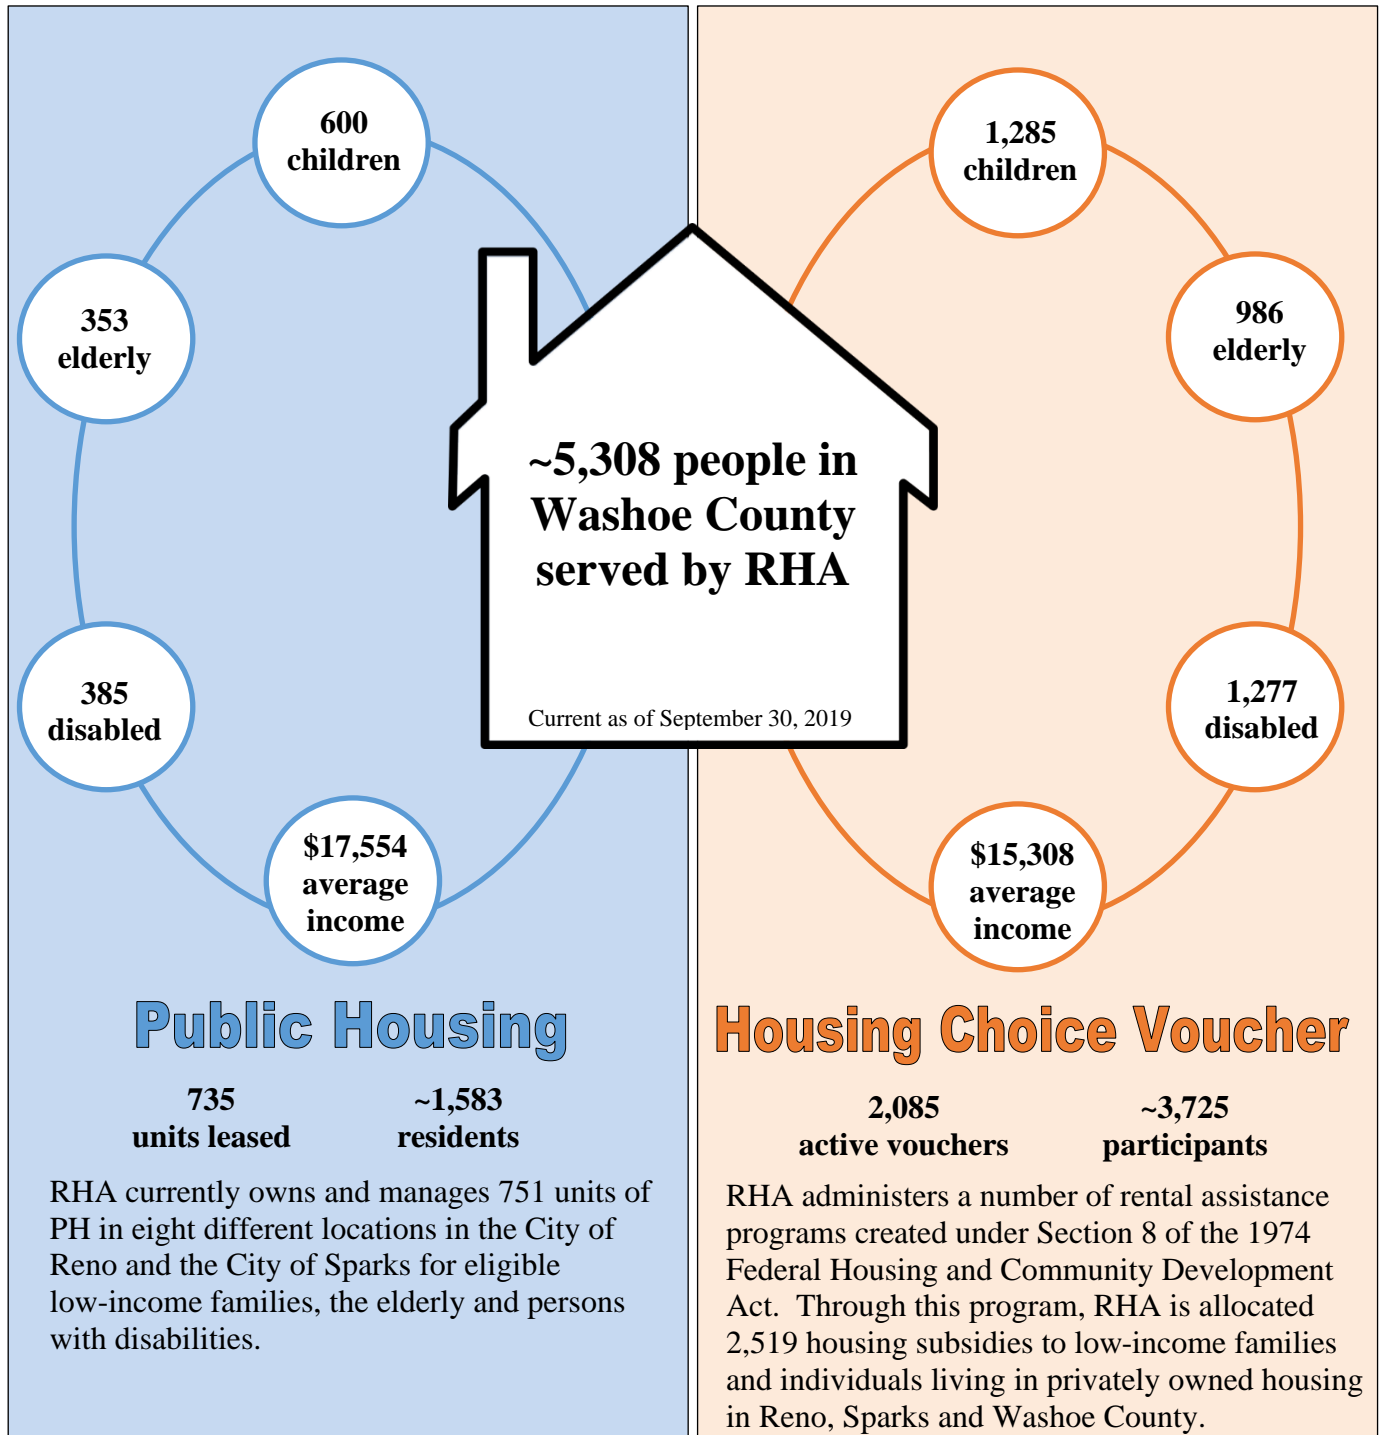 600
children
353
elderly
385
disabled
$17,554
average
income
~5,308 people in
Washoe County
served by RHA
Current as of September 30, 2019
1,285
children
986
elderly
1,277
disabled
$15,308
average
income
Public Housing
735
units leased
~1,583
residents
RHA currently owns and manages 751 units of
PH in eight different locations in the City of
Reno and the City of Sparks for eligible
low-income families, the elderly and persons
with disabilities.
Housing Choice Voucher
2,085
active vouchers
~3,725
participants
RHA administers a number of rental assistance
programs created under Section 8 of the 1974
Federal Housing and Community Development
Act. Through this program, RHA is allocated
2,519 housing subsidies to low-income families
and individuals living in privately owned housing
in Reno, Sparks and Washoe County.